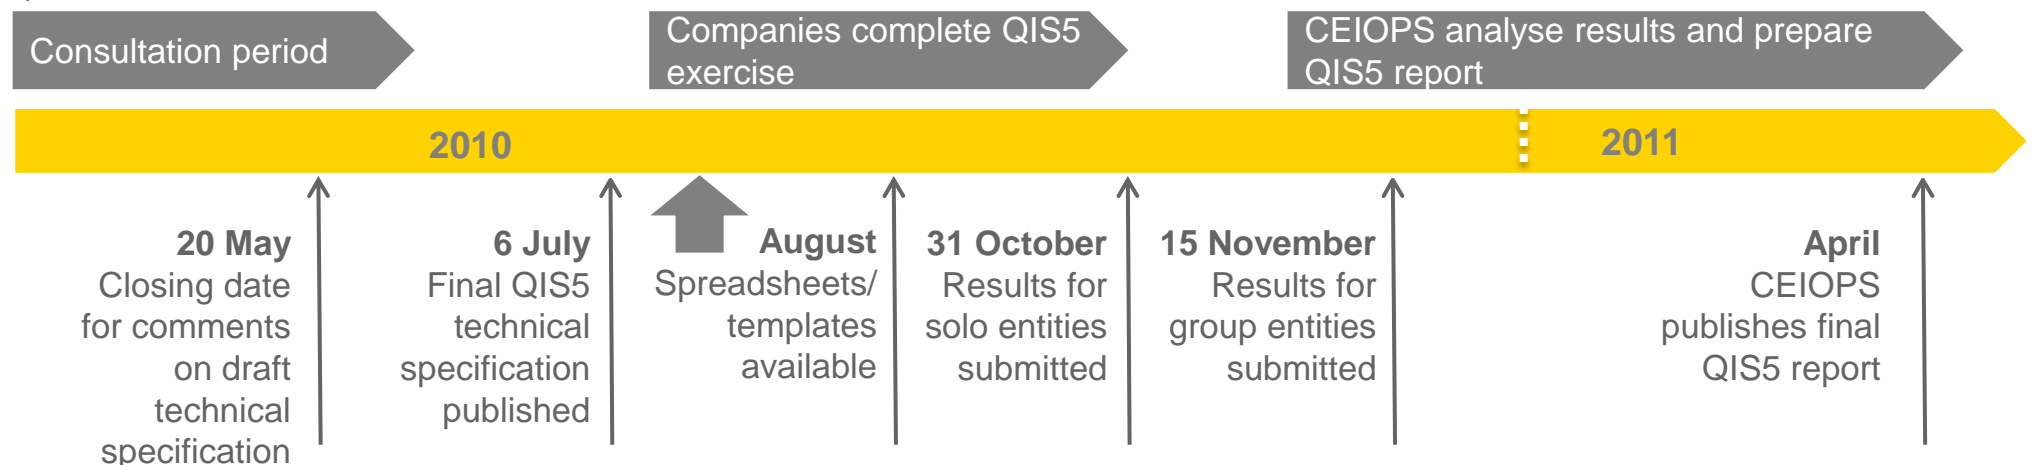 Consultation period
Companies complete QIS5
exercise
CEIOPS analyse results and prepare
QIS5 report
2010
2011
20 May
Closing date
for comments
on draft
technical
specification
6 July
Final QIS5
technical
specification
published
August
Spreadsheets/
templates
available
31 October
Results for
solo entities
submitted
15 November
Results for
group entities
submitted
April
CEIOPS
publishes final
QIS5 report